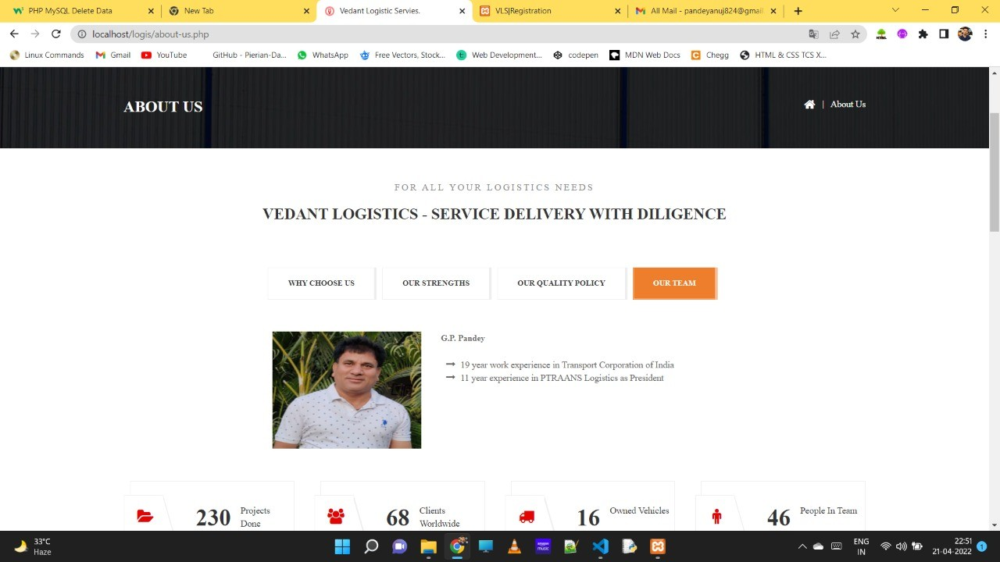 PHP MySQL Delete Data
New Tab
Vedant Logistic Servies.
VLS|Registration
All Mail - pandeyanuj824@gmail
localhost/logis/about-us.php
Linux Commands
Gmail
YouTube
GitHub - Pierian-Da...
WhatsApp
Free Vectors, Stock...
Web Development...
codepen
MDN Web Docs
Chegg
HTML & CSS TCS X...
ABOUT US
| About Us
FOR ALL YOUR LOGISTICS NEEDS
VEDANT LOGISTICS - SERVICE DELIVERY WITH DILIGENCE
WHY CHOOSE US
OUR STRENGTHS
OUR QUALITY POLICY
OUR TEAM
G.P. Pandey
19 year work experience in Transport Corporation of India
11 year experience in PTRAANS Logistics as President
230 Projects Done
68 Clients Worldwide
16 Owned Vehicles
46 People In Team
33°C
Haze
ENG
IN
22:51
21-04-2022
1